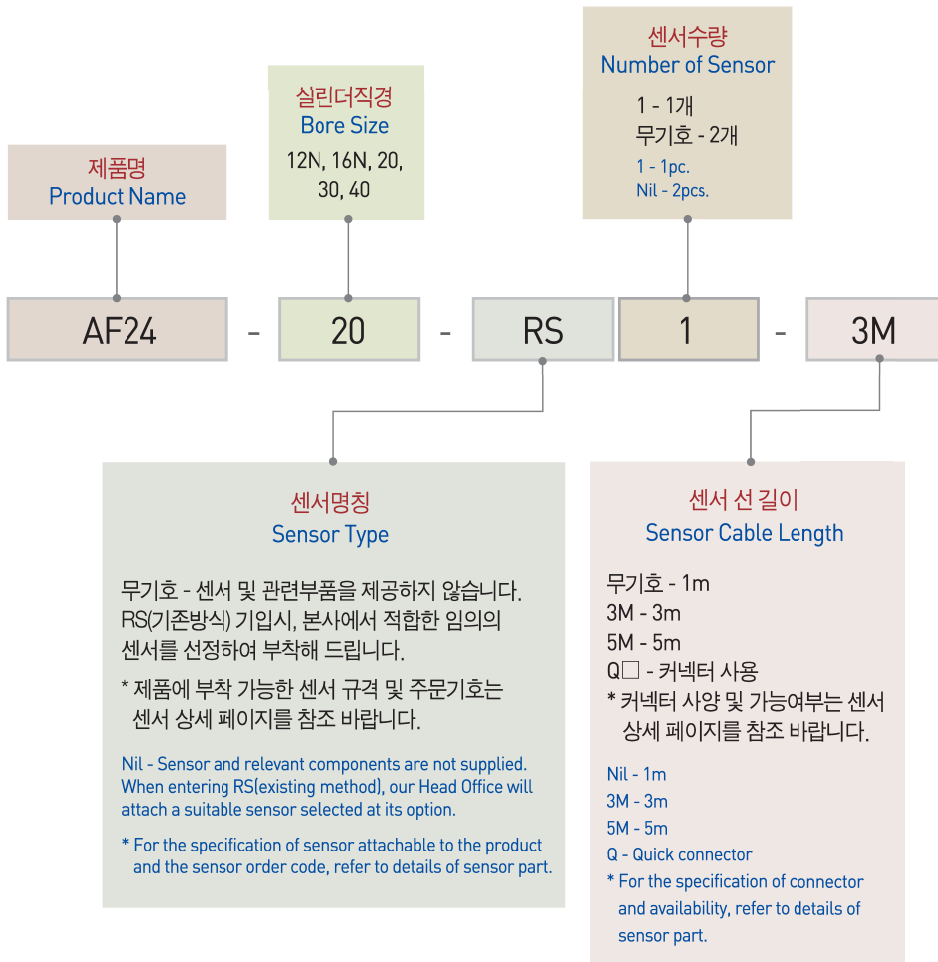 센서수량
Number of Sensor
1 - 1개
무기호 - 2개
1 - 1pc.
Nil - 2pcs.
실린더직경
Bore Size
12N, 16N, 20,
30, 40
제품명
Product Name
AF24 - 20 - RS 1 - 3M
센서명칭
Sensor Type
무기호 - 센서 및 관련부품을 제공하지 않습니다.
RS(기존방식) 기입시, 본사에서 적합한 임의의
센서를 선정하여 부착해 드립니다.
* 제품에 부착 가능한 센서 규격 및 주문기호는
센서 상세 페이지를 참조 바랍니다.
Nil - Sensor and relevant components are not supplied.
When entering RS(existing method), our Head Office will
attach a suitable sensor selected at its option.
* For the specification of sensor attachable to the product
and the sensor order code, refer to details of sensor part.
센서 선 길이
Sensor Cable Length
무기호 - 1m
3M - 3m
5M - 5m
Q□ - 커넥터 사용
* 커넥터 사양 및 가능여부는 센서
상세 페이지를 참조 바랍니다.
Nil - 1m
3M - 3m
5M - 5m
Q - Quick connector
* For the specification of connector
and availability, refer to details of
sensor part.